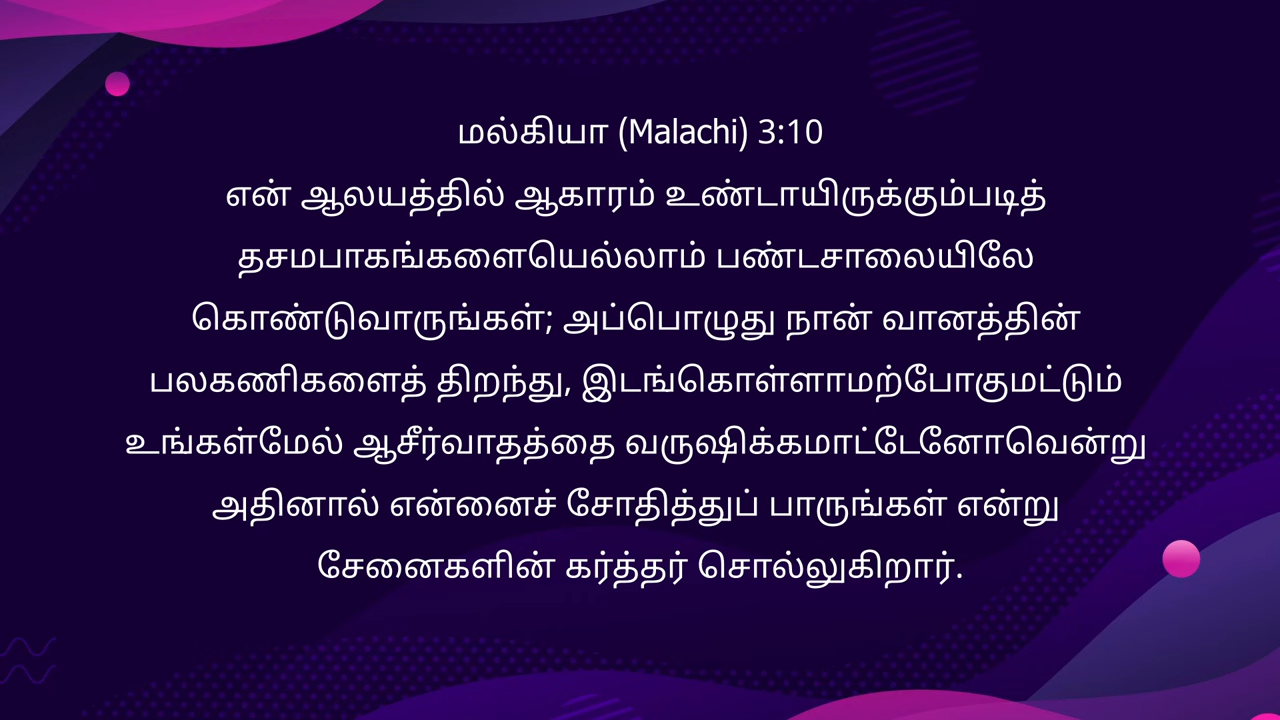 மல்கியா (Malachi) 3:10
என் ஆலயத்தில் ஆகாரம் உண்டாயிருக்கும்படித்
தசமபாகங்களையெல்லாம் பண்டசாலையிலே
கொண்டுவாருங்கள்; அப்பொழுது நான் வானத்தின்
பலகணிகளைத் திறந்து, இடங்கொள்ளாமற்போகுமட்டும்
உங்கள்மேல் ஆசீர்வாதத்தை வருஷிக்கமாட்டேனோவென்று
அதினால் என்னைச் சோதித்துப் பாருங்கள் என்று
சேனைகளின் கர்த்தர் சொல்லுகிறார்.